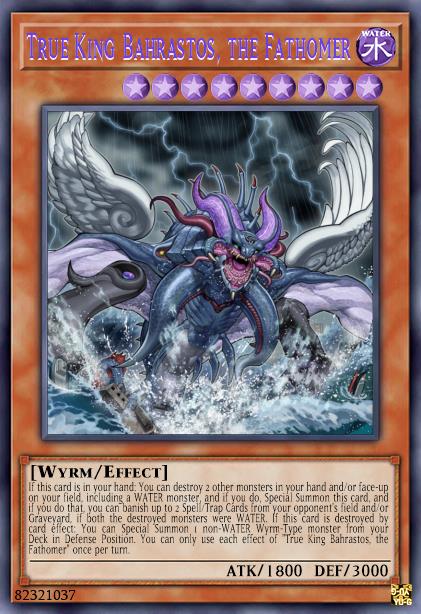 True King Bahrastos, the Fathomer
WATER
水
[Wyrm/Effect]
If this card is in your hand: You can destroy 2 other monsters in your hand and/or face-up
on your field, including a WATER monster, and if you do, Special Summon this card, and
if you do that, you can banish up to 2 Spell/Trap Cards from your opponent's field and/or
Graveyard, if both the destroyed monsters were WATER. If this card is destroyed by
card effect: You can Special Summon 1 non-WATER Wyrm-Type monster from your
Deck in Defense Position. You can only use each effect of "True King Bahrastos, the
Fathomer" once per turn.
ATK/1800 DEF/3000
82321037